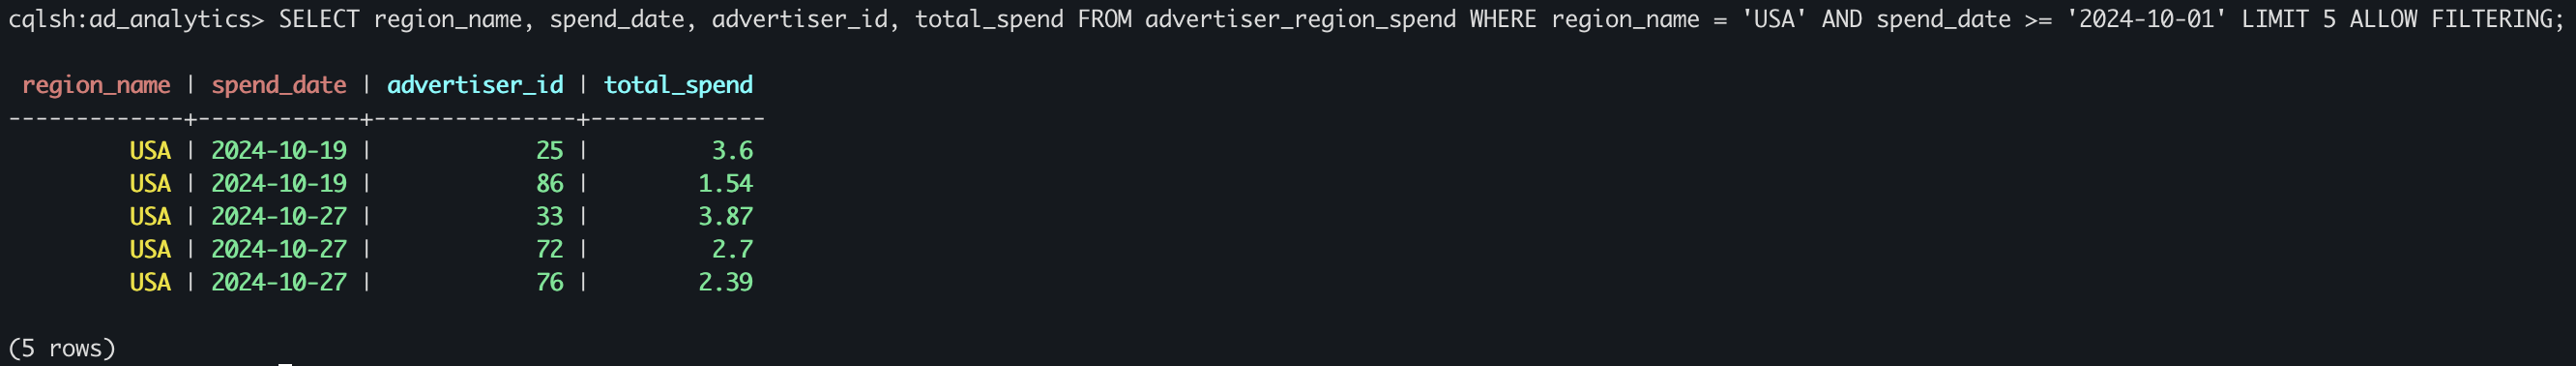 cqlsh:ad_analytics> SELECT region_name, spend_date, advertiser_id, total_spend FROM advertiser_region_spend WHERE region_name = 'USA' AND spend_date >= '2024-10-01' LIMIT 5 ALLOW FILTERING;
 region_name | spend_date | advertiser_id | total_spend
-------------+------------+---------------+-------------
         USA | 2024-10-19 |            25 |         3.6
         USA | 2024-10-19 |            86 |        1.54
         USA | 2024-10-27 |            33 |        3.87
         USA | 2024-10-27 |            72 |         2.7
         USA | 2024-10-27 |            76 |        2.39
(5 rows)